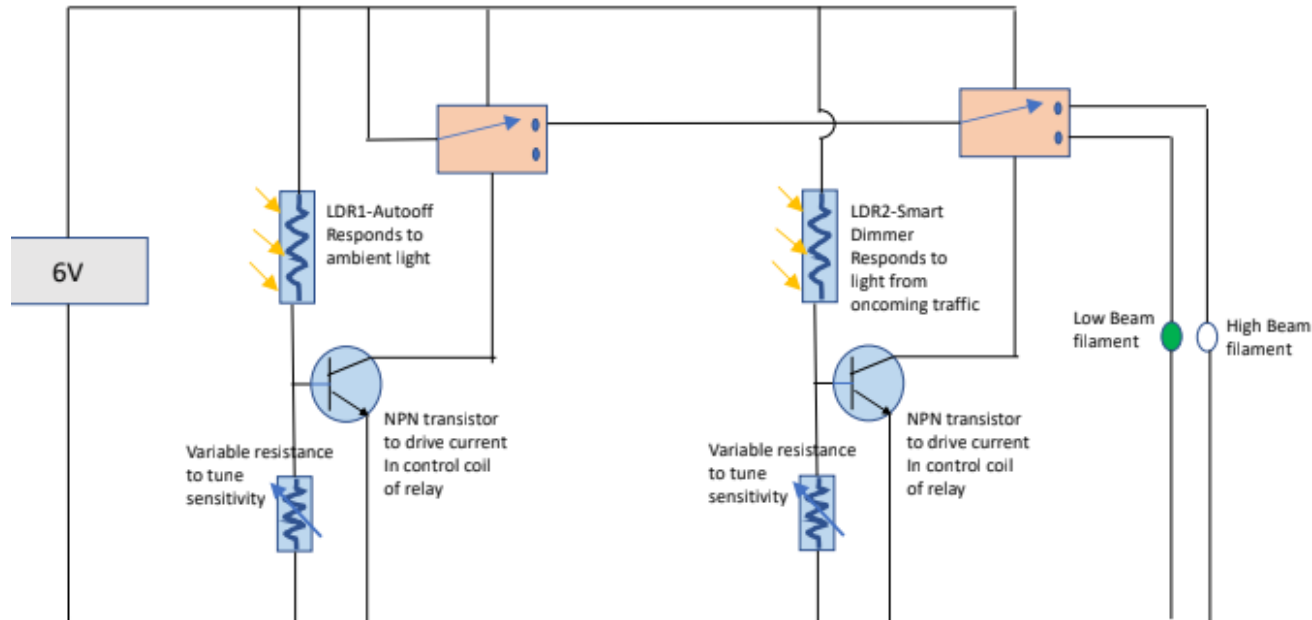 6V
LDR1-Autooff
Responds to
ambient light
LDR2-Smart
Dimmer
Responds to
light from
oncoming traffic
Low Beam
filament
High Beam
filament
NPN transistor
to drive current
In control coil
of relay
Variable resistance
to tune
sensitivity
NPN transistor
to drive current
In control coil
of relay
Variable resistance
to tune
sensitivity